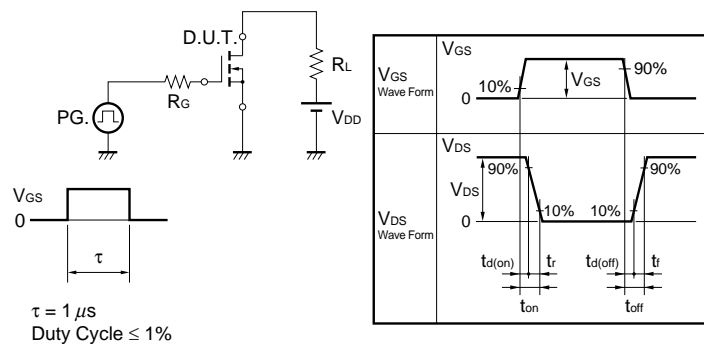 D.U.T.
RL
RG
PG.
VDD
VGS
0
τ
τ = 1 μs
Duty Cycle ≤ 1%
VGS
Wave Form
VGS
10%
0
VGS
90%
VDS
Wave Form
VDS
VDS
90%
90%
10%
10%
0
td(on)
tr
td(off)
tf
ton
toff